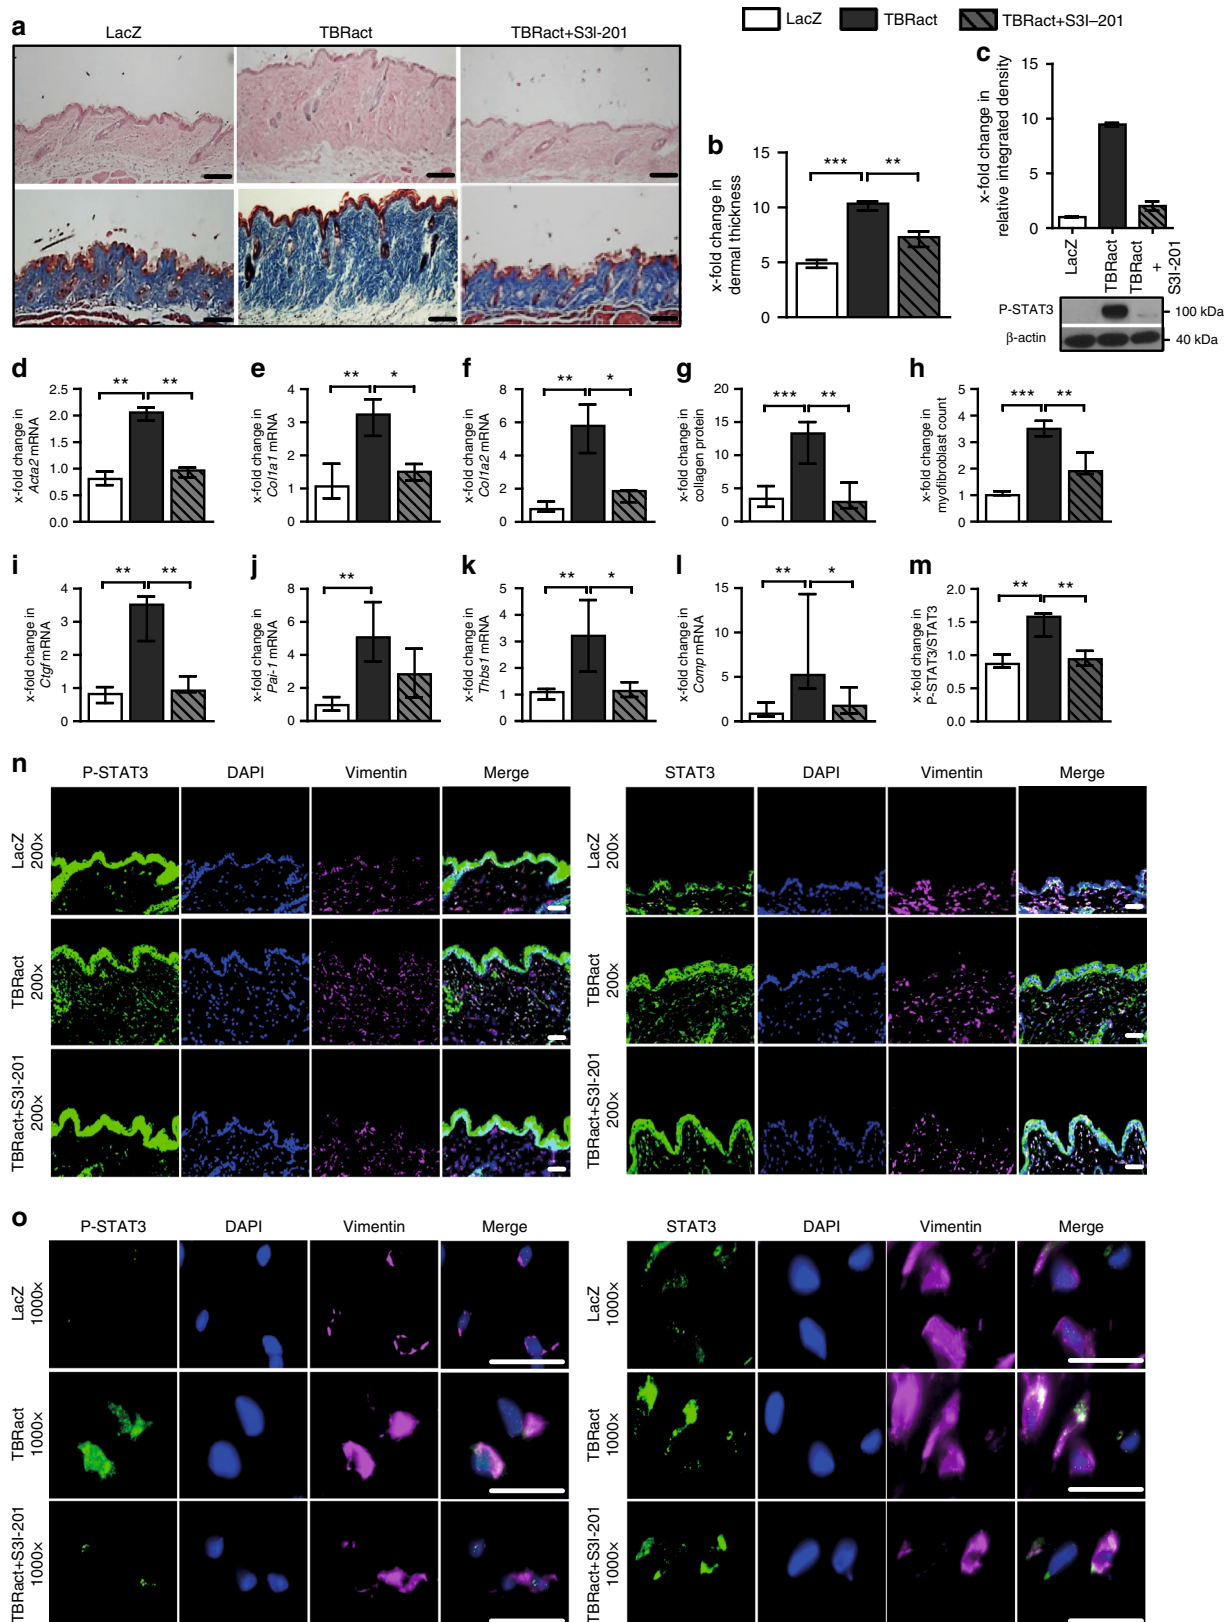 LacZ TBRact TBRact+S3I–201
a
LacZ TBRact TBRact+S3I-201
b
x-fold change in
dermal thickness
15
10
5
0
*** **
c
x-fold change in
relative integrated density
15
10
5
0
LacZ
TBRact
TBRact
+
S3I-201
P-STAT3
100 kDa
β-actin
40 kDa
d
x-fold change in
Acta2 mRNA
2.5
2.0
1.5
1.0
0.5
0.0
** **
e
x-fold change in
Col1a1 mRNA
4
3
2
1
0
** *
f
x-fold change in
Col1a2 mRNA
8
6
4
2
0
** *
g
x-fold change in
collagen protein
20
15
10
5
0
*** **
h
x-fold change in
myofibroblast count
5
4
3
2
1
0
*** **
i
x-fold change in
Ctgf mRNA
4
3
2
1
0
** **
j
x-fold change in
Pai-1 mRNA
8
6
4
2
0
**
k
x-fold change in
Thbs1 mRNA
5
4
3
2
1
0
** *
l
x-fold change in
Comp mRNA
15
10
5
0
** *
m
x-fold change in
P-STAT3/STAT3
2.0
1.5
1.0
0.5
0.0
** **
n
P-STAT3 DAPI Vimentin Merge
STAT3 DAPI Vimentin Merge
LacZ
200×
LacZ
200×
TBRact
200×
TBRact
200×
TBRact+S3I-201
200×
TBRact+S3I-201
200×
o
P-STAT3 DAPI Vimentin Merge
STAT3 DAPI Vimentin Merge
LacZ
1000×
LacZ
1000×
TBRact
1000×
TBRact
1000×
TBRact+S3I-201
1000×
TBRact+S3I-201
1000×